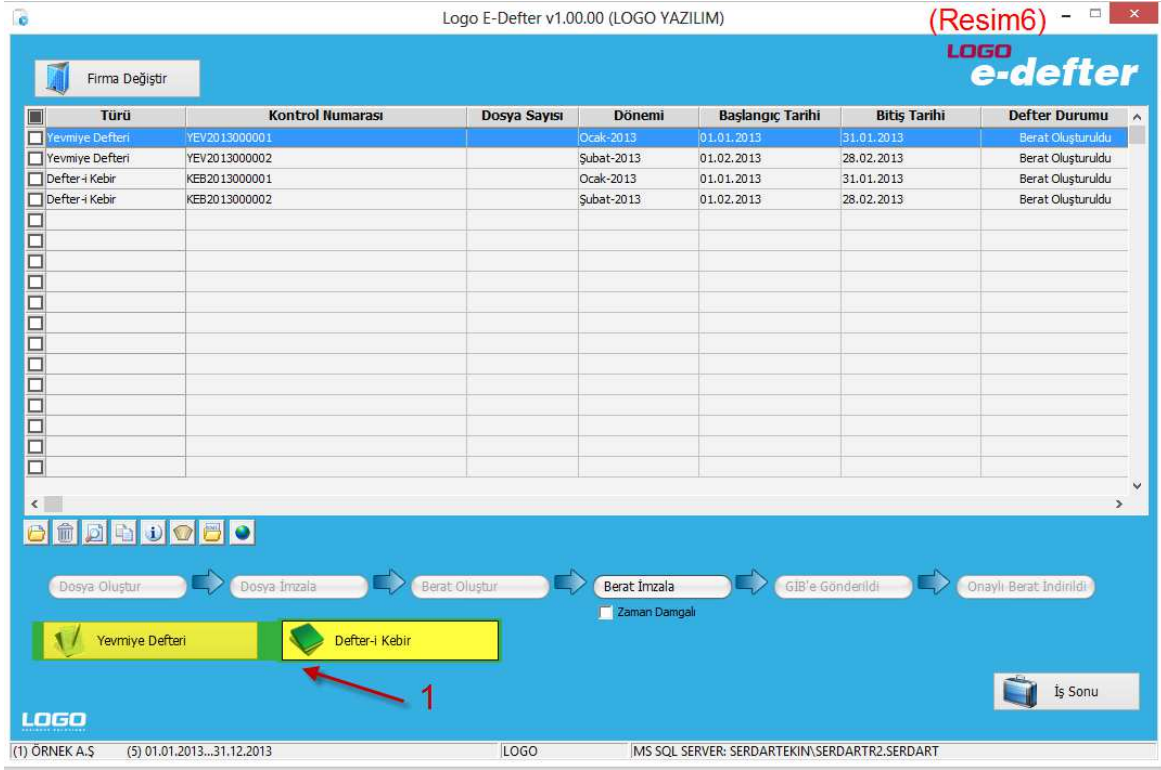 Logo E-Defter v1.00.00 (LOGO YAZILIM)
(Resim6)
Firma Değiştir
LOGO
e-defter
Türü Kontrol Numarası Dosya Sayısı Dönemi Başlangıç Tarihi Bitiş Tarihi Defter Durumu
Yevmiye Defteri YEV2013000001 Ocak-2013 01.01.2013 31.01.2013 Berat Oluşturuldu
Yevmiye Defteri YEV2013000002 Şubat-2013 01.02.2013 28.02.2013 Berat Oluşturuldu
Defter-i Kebir KEB2013000001 Ocak-2013 01.01.2013 31.01.2013 Berat Oluşturuldu
Defter-i Kebir KEB2013000002 Şubat-2013 01.02.2013 28.02.2013 Berat Oluşturuldu
Dosya Oluştur Dosya İmzala Berat Oluştur Berat İmzala GİB'e Gönderildi Onaylı Berat İndirildi
Zaman Damgalı
Yevmiye Defteri Defter-i Kebir
1
İş Sonu
LOGO
(1) ÖRNEK A.Ş (5) 01.01.2013...31.12.2013 LOGO MS SQL SERVER: SERDARTEKIN\SERDARTR2.SERDART